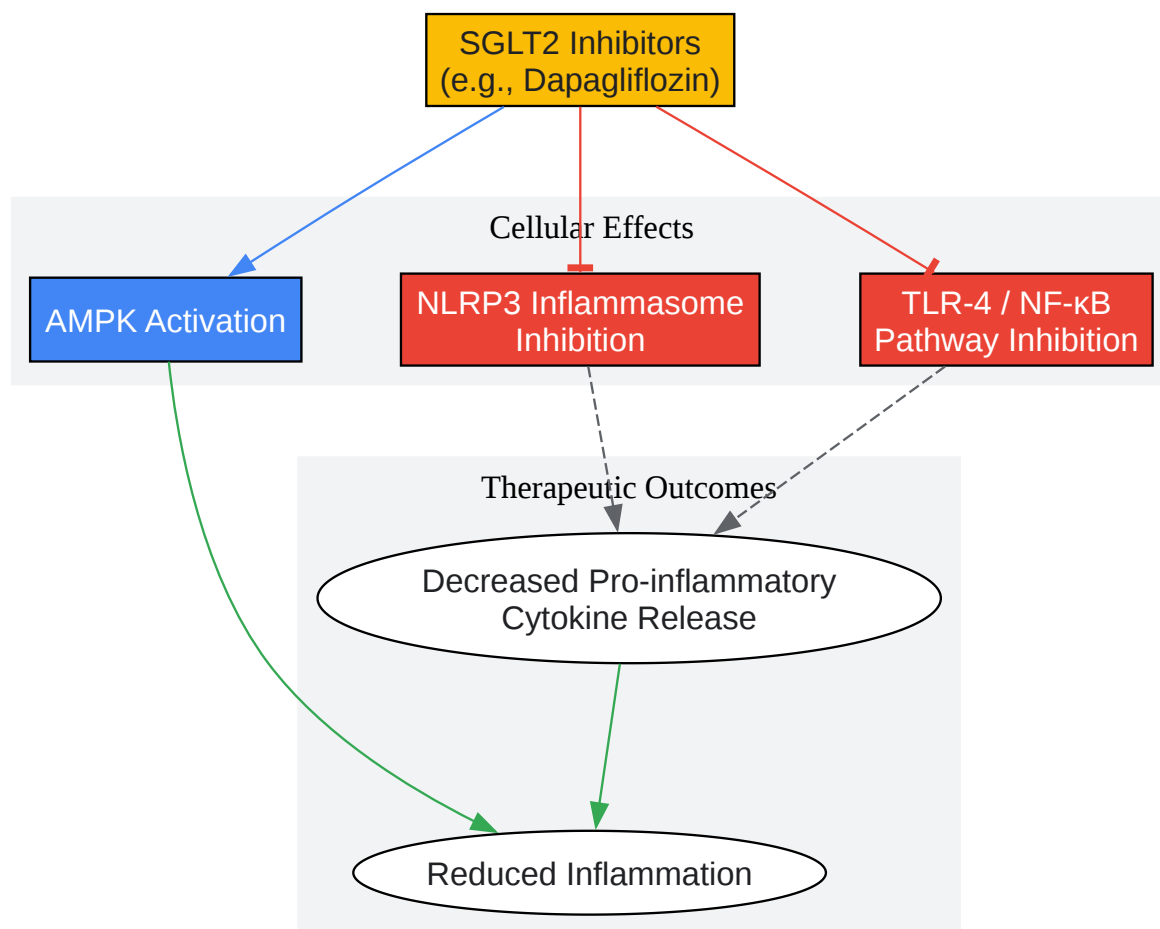 SGLT2 Inhibitors
(e.g., Dapagliflozin)
Cellular Effects
AMPK Activation
NLRP3 Inflammasome
Inhibition
TLR-4 / NF-κB
Pathway Inhibition
Therapeutic Outcomes
Decreased Pro-inflammatory
Cytokine Release
Reduced Inflammation